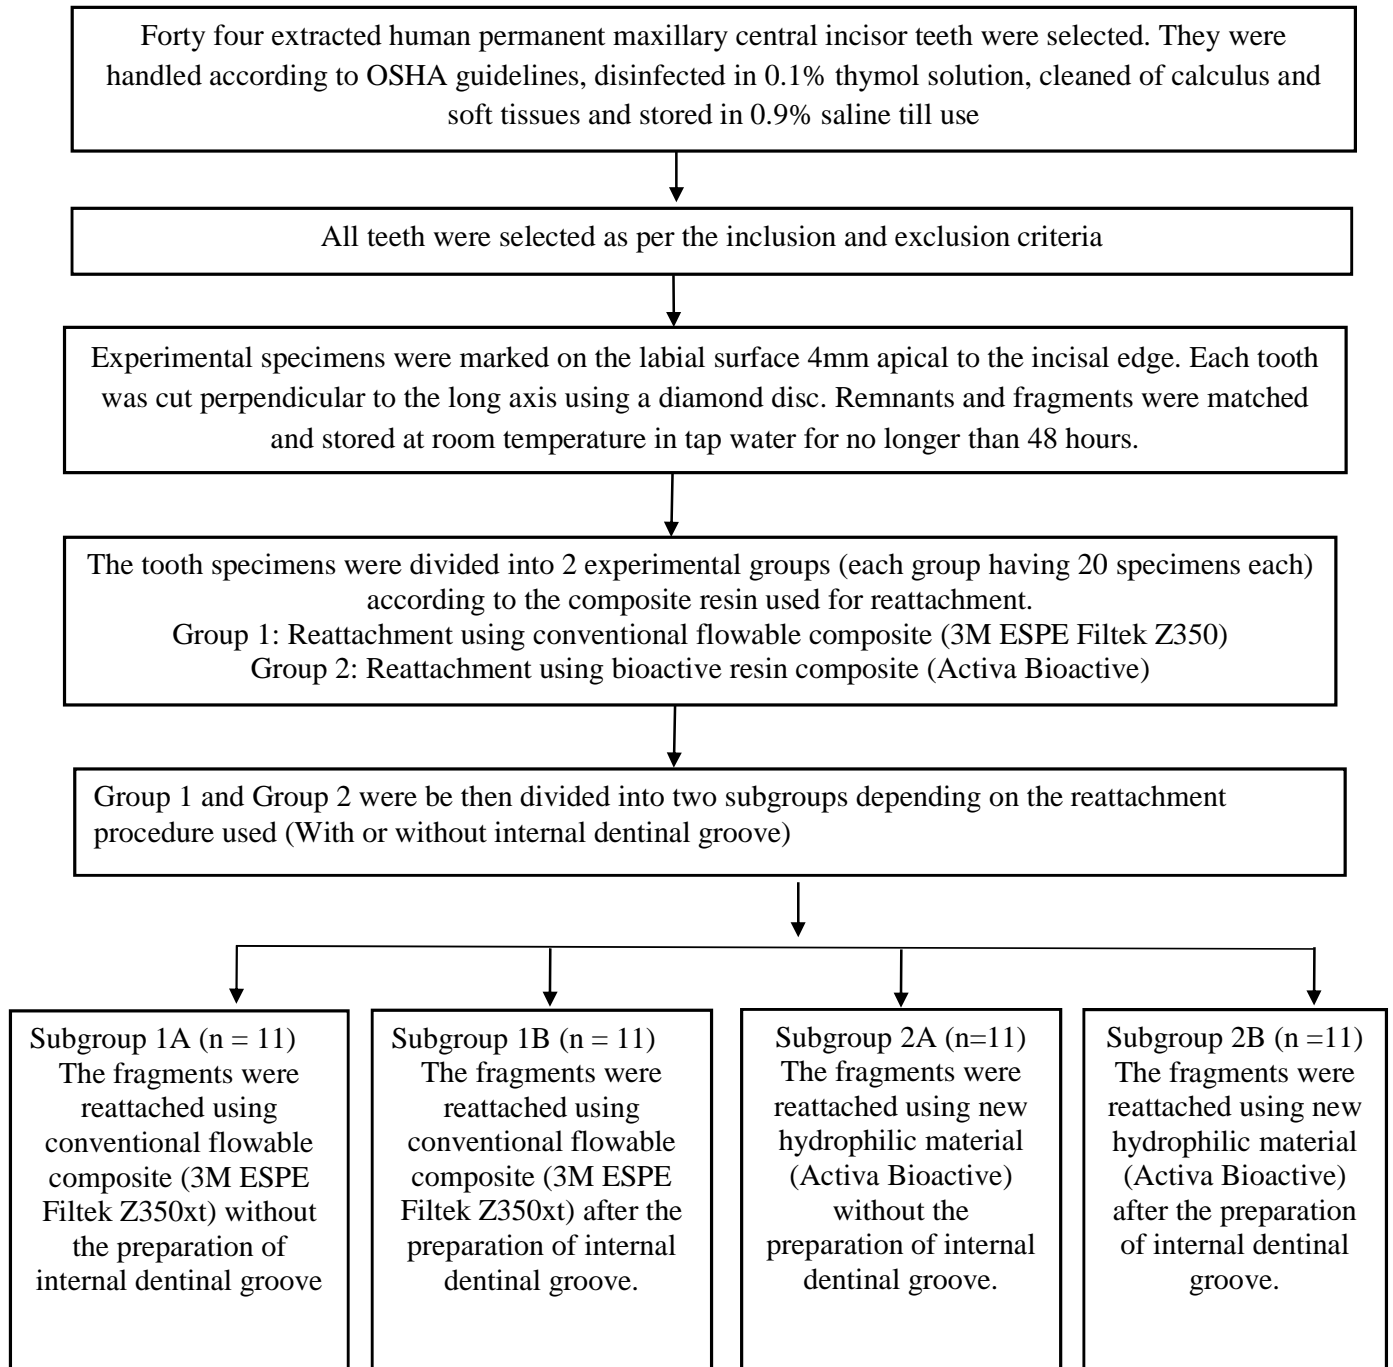 Forty four extracted human permanent maxillary central incisor teeth were selected. They were
handled according to OSHA guidelines, disinfected in 0.1% thymol solution, cleaned of calculus and
soft tissues and stored in 0.9% saline till use
All teeth were selected as per the inclusion and exclusion criteria
Experimental specimens were marked on the labial surface 4mm apical to the incisal edge. Each tooth
was cut perpendicular to the long axis using a diamond disc. Remnants and fragments were matched
and stored at room temperature in tap water for no longer than 48 hours.
The tooth specimens were divided into 2 experimental groups (each group having 20 specimens each)
according to the composite resin used for reattachment.
Group 1: Reattachment using conventional flowable composite (3M ESPE Filtek Z350)
Group 2: Reattachment using bioactive resin composite (Activa Bioactive)
Group 1 and Group 2 were be then divided into two subgroups depending on the reattachment
procedure used (With or without internal dentinal groove)
Subgroup 1A (n = 11)
The fragments were
reattached using
conventional flowable
composite (3M ESPE
Filtek Z350xt) without
the preparation of
internal dentinal groove
Subgroup 1B (n = 11)
The fragments were
reattached using
conventional flowable
composite (3M ESPE
Filtek Z350xt) after the
preparation of internal
dentinal groove.
Subgroup 2A (n=11)
The fragments were
reattached using new
hydrophilic material
(Activa Bioactive)
without the
preparation of internal
dentinal groove.
Subgroup 2B (n =11)
The fragments were
reattached using new
hydrophilic material
(Activa Bioactive)
after the preparation
of internal dentinal
groove.